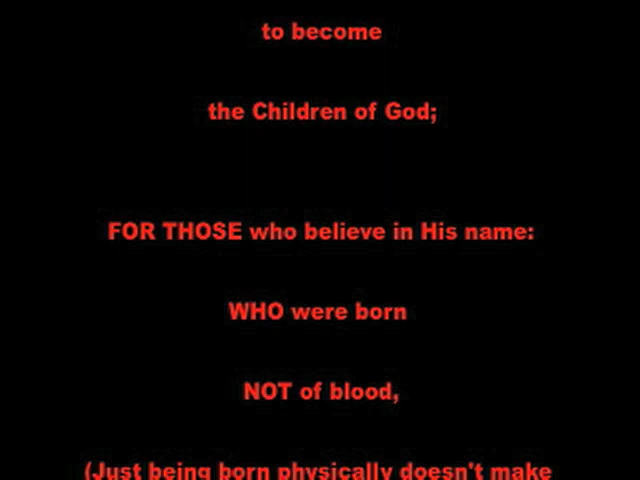 to become
the Children of God;
FOR THOSE who believe in His name:
WHO were born
NOT of blood,
(Just being born physically doesn't make